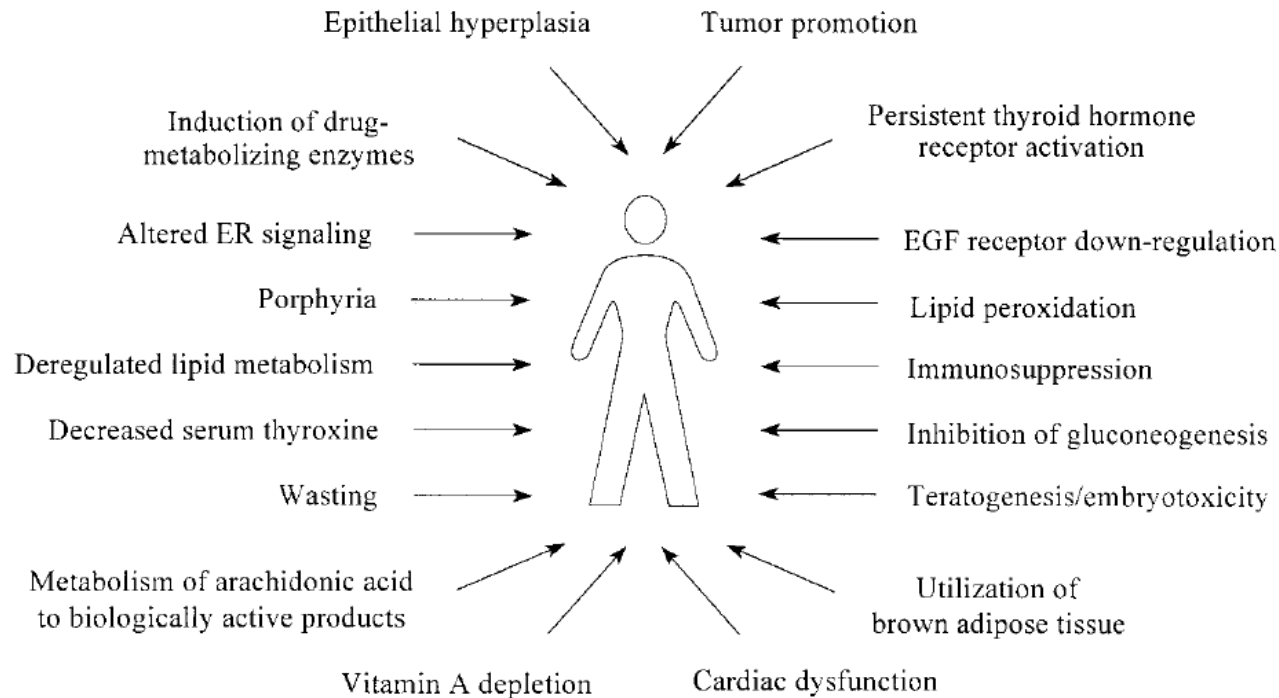 Epithelial hyperplasia
Tumor promotion
Induction of drug-
metabolizing enzymes
Persistent thyroid hormone
receptor activation
Altered ER signaling
EGF receptor down-regulation
Porphyria
Lipid peroxidation
Deregulated lipid metabolism
Immunosuppression
Decreased serum thyroxine
Inhibition of gluconeogenesis
Wasting
Teratogenesis/embryotoxicity
Metabolism of arachidonic acid
to biologically active products
Utilization of
brown adipose tissue
Vitamin A depletion
Cardiac dysfunction